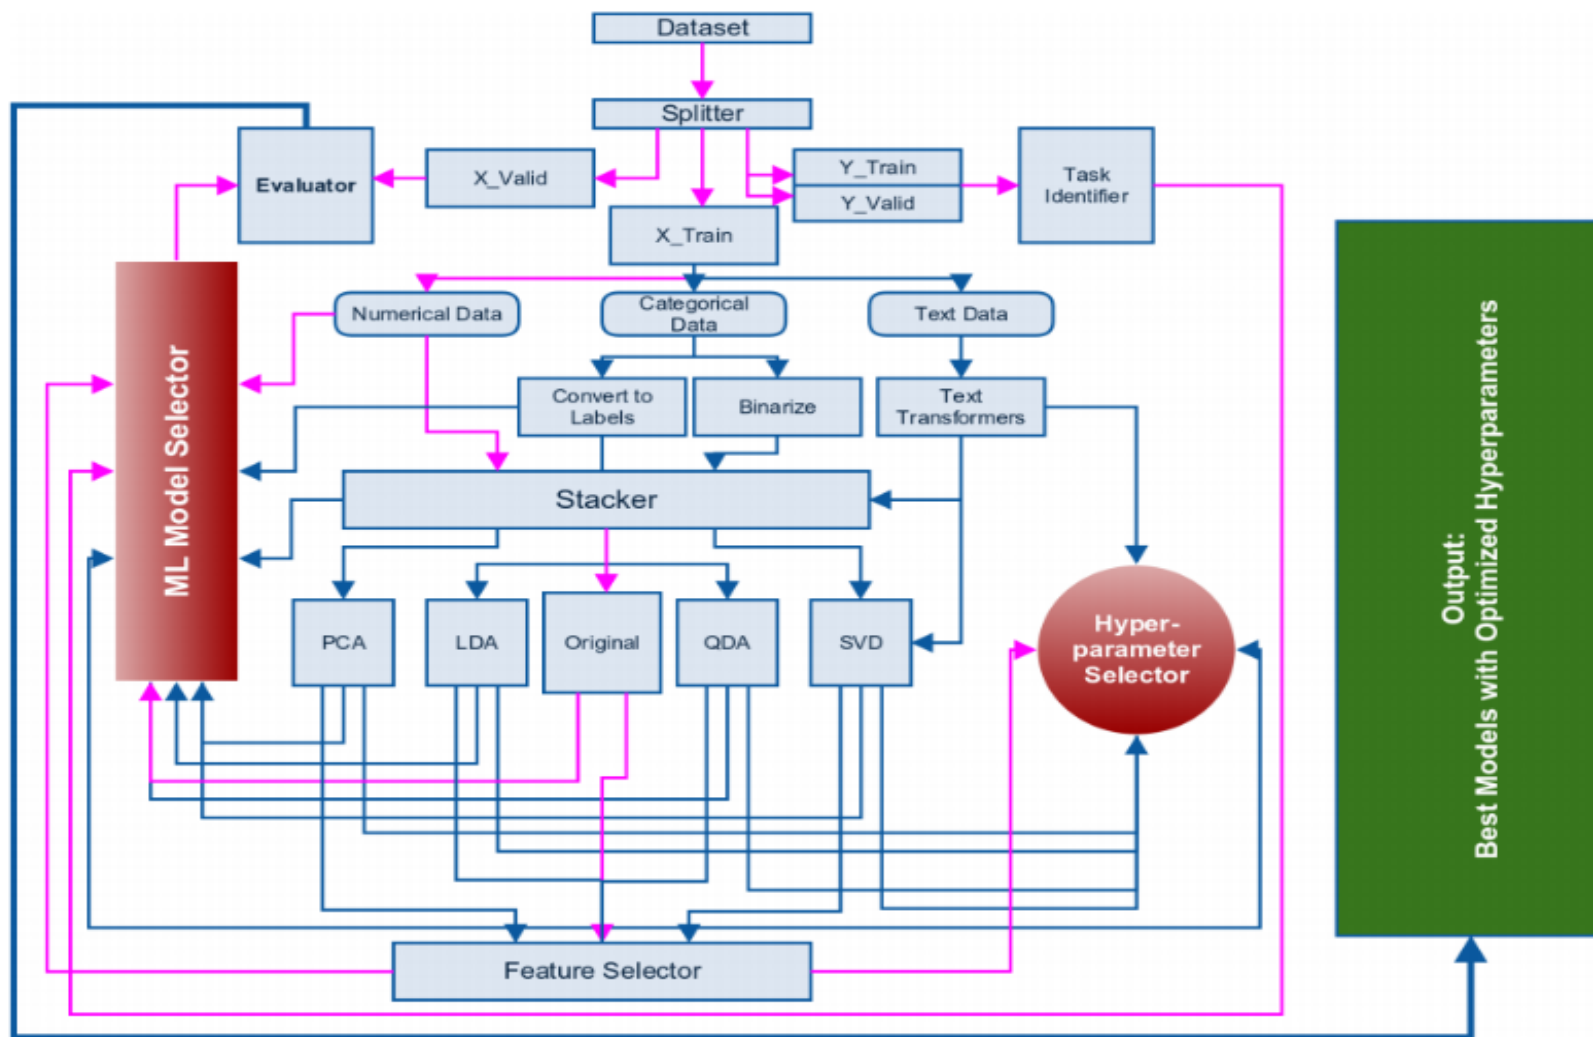 Dataset
Splitter
Evaluator
X_Valid
Y_Train
Y_Valid
Task
Identifier
X_Train
Numerical Data
Categorical
Data
Text Data
Convert to
Labels
Binarize
Text
Transformers
ML Model Selector
Stacker
PCA
LDA
Original
QDA
SVD
Hyper-
parameter
Selector
Feature Selector
Output:
Best Models with Optimized Hyperparameters